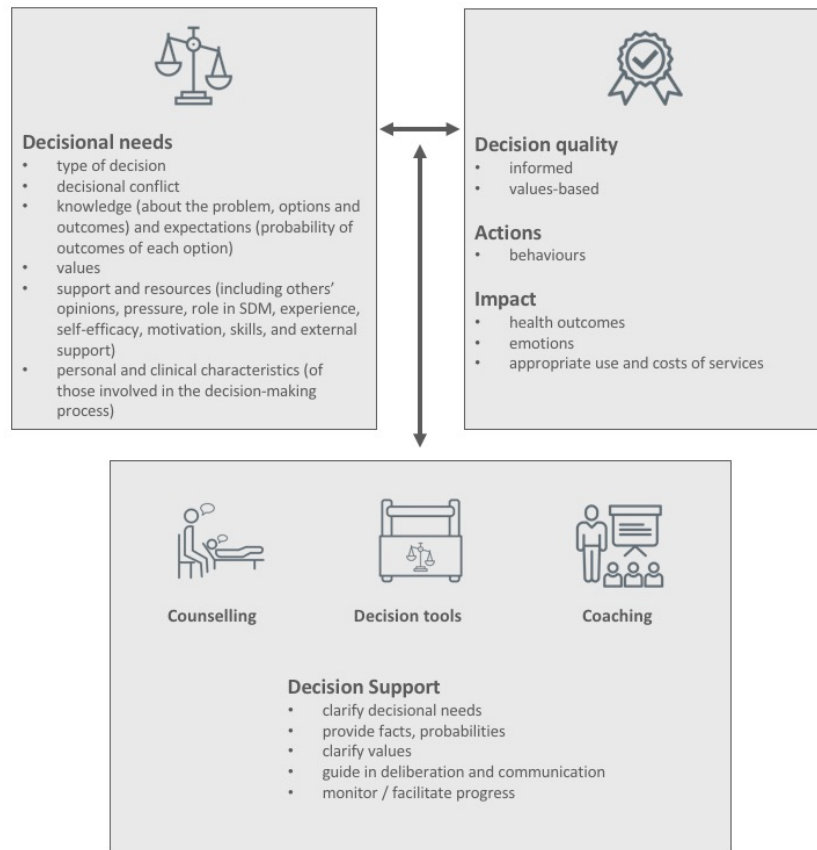 Decisional needs
• type of decision
• decisional conflict
• knowledge (about the problem, options and
outcomes) and expectations (probability of
outcomes of each option)
• values
• support and resources (including others’
opinions, pressure, role in SDM, experience,
self-efficacy, motivation, skills, and external
support)
• personal and clinical characteristics (of
those involved in the decision-making
process)
Decision quality
• informed
• values-based
Actions
• behaviours
Impact
• health outcomes
• emotions
• appropriate use and costs of services
Counselling
Decision tools
Coaching
Decision Support
• clarify decisional needs
• provide facts, probabilities
• clarify values
• guide in deliberation and communication
• monitor / facilitate progress